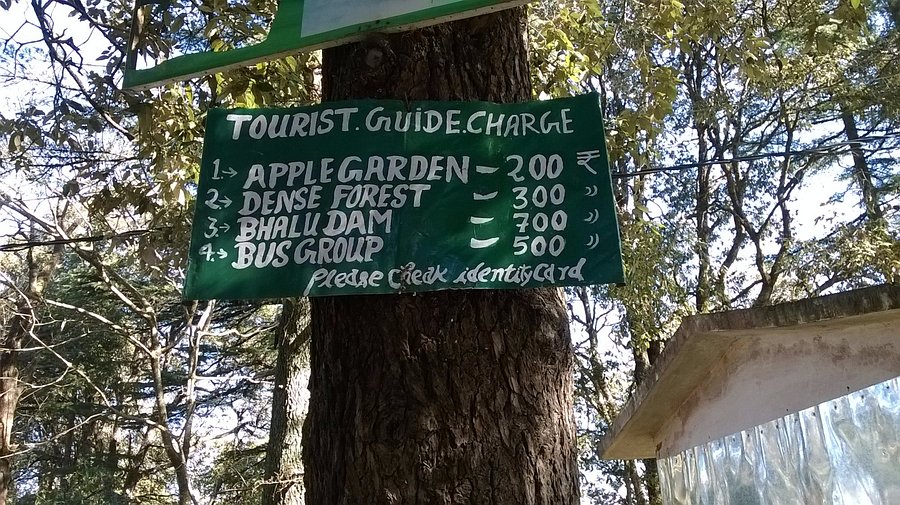 TOURIST.GUIDE.CHARGE
1.→ APPLE GARDEN - 200 ₹
2→ DENSE FOREST - 300 〃
3→ BHALU DAM - 700 〃
4.→ BUS GROUP - 500 〃
Please Cheak identity Card